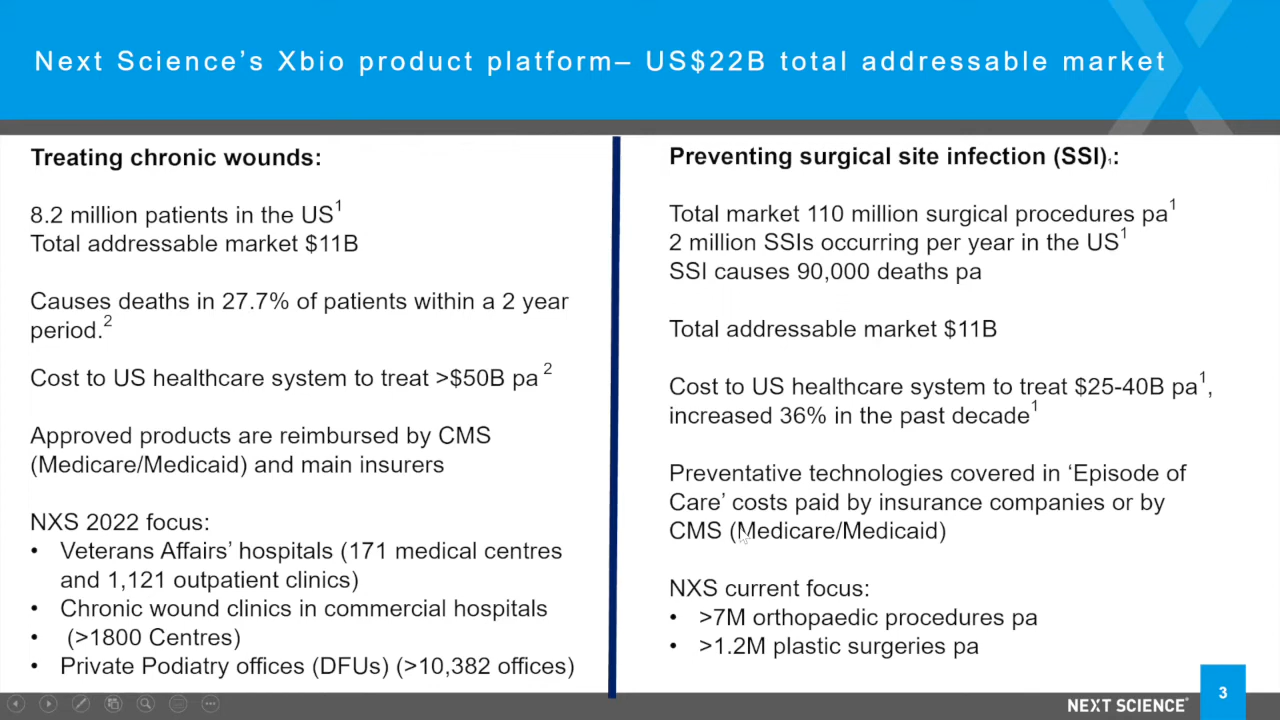 Next Science's Xbio product platform– US$22B total addressable market
Treating chronic wounds:
8.2 million patients in the US1
Total addressable market $11B
Causes deaths in 27.7% of patients within a 2 year
period.2
Cost to US healthcare system to treat >$50B pa 2
Approved products are reimbursed by CMS
(Medicare/Medicaid) and main insurers
NXS 2022 focus:
• Veterans Affairs' hospitals (171 medical centres
and 1,121 outpatient clinics)
• Chronic wound clinics in commercial hospitals
• (>1800 Centres)
• Private Podiatry offices (DFUs) (>10,382 offices)
Preventing surgical site infection (SSI)1:
Total market 110 million surgical procedures pa1
2 million SSIs occurring per year in the US1
SSI causes 90,000 deaths pa
Total addressable market $11B
Cost to US healthcare system to treat $25-40B pa1,
increased 36% in the past decade1
Preventative technologies covered in 'Episode of
Care' costs paid by insurance companies or by
CMS (Medicare/Medicaid)
NXS current focus:
• >7M orthopaedic procedures pa
• >1.2M plastic surgeries pa
NEXT SCIENCE
3